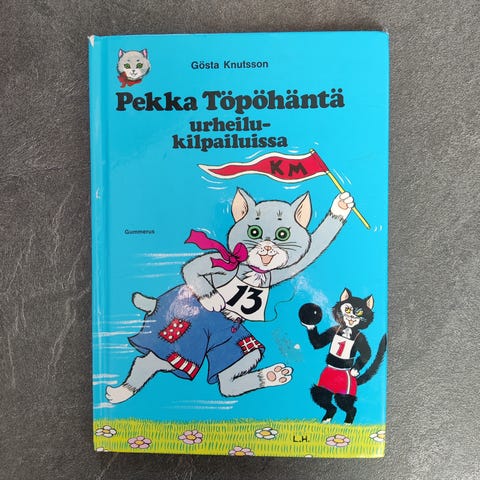 Gösta Knutsson
Pekka Töpöhäntä
urheilu-
kilpailuissa
KM
Gummerus
13
1
L.H.